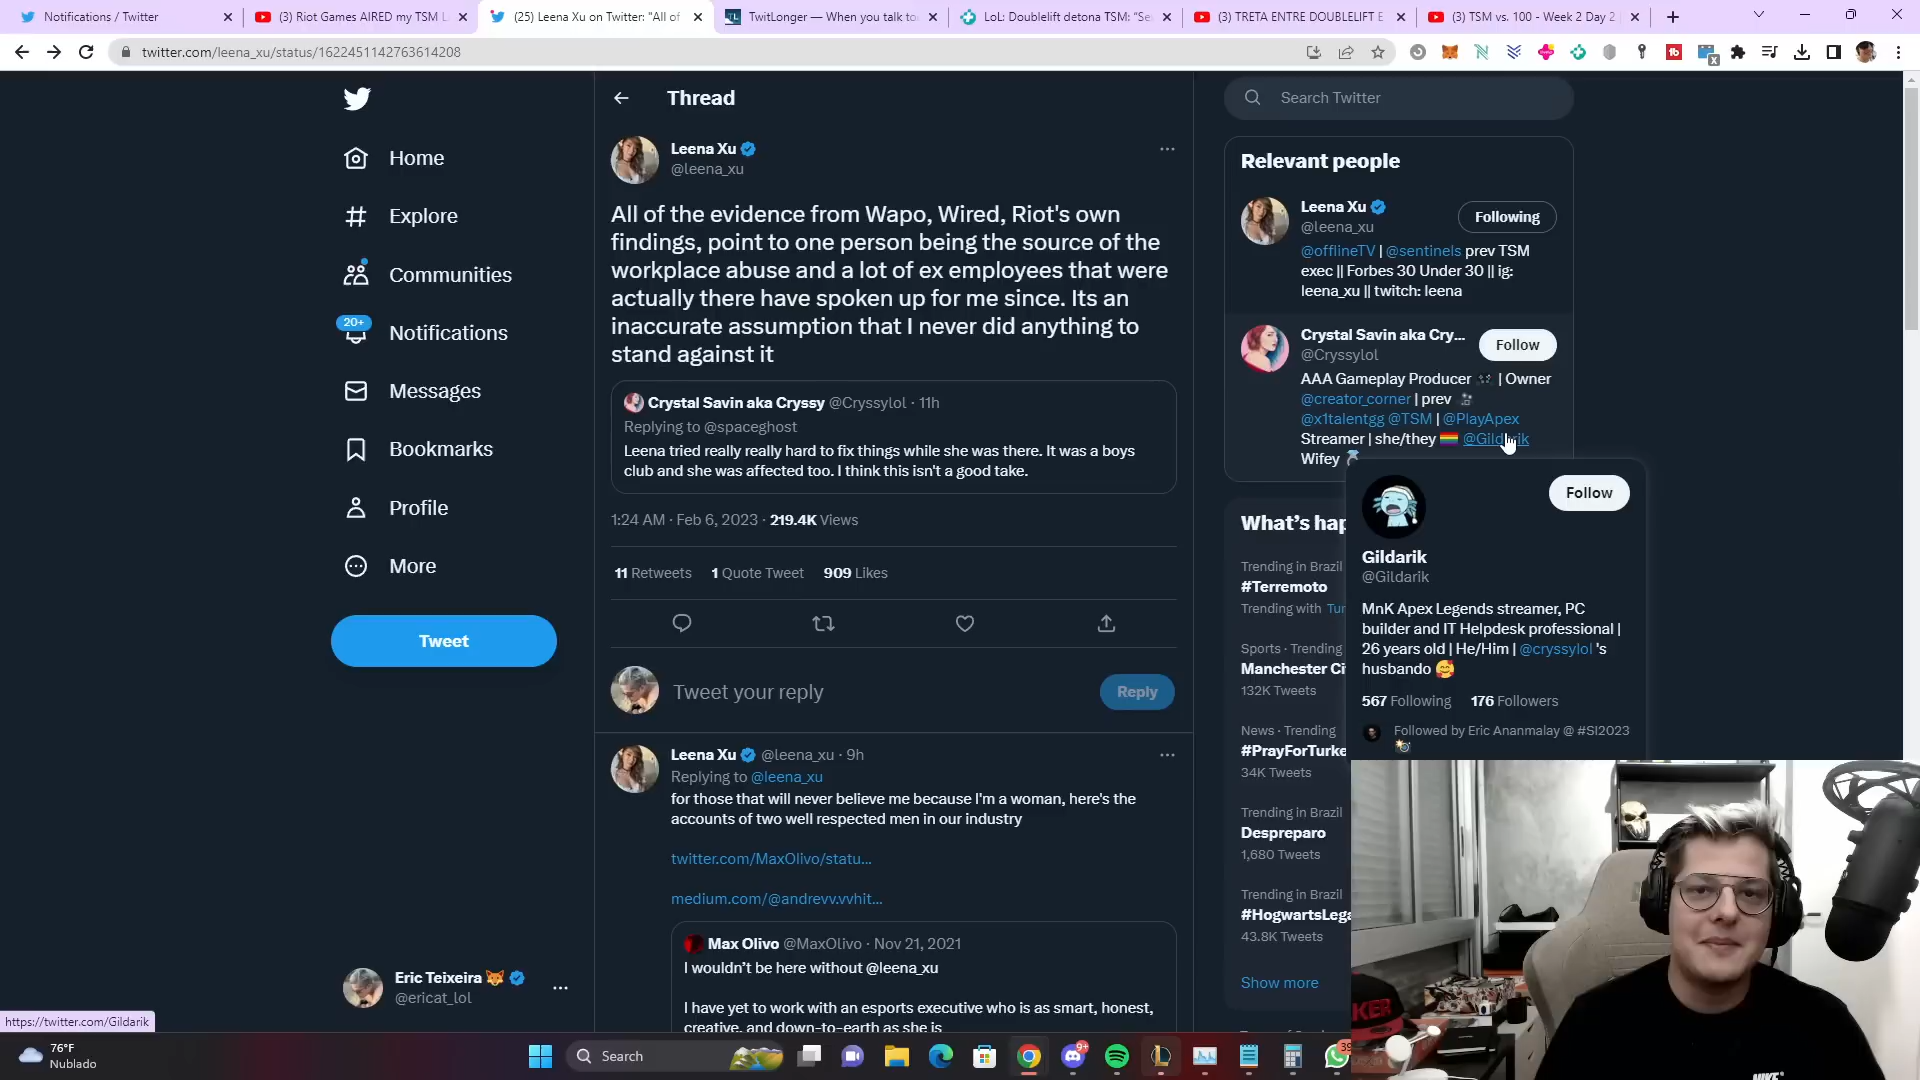 Notifications / Twitter
(3) Riot Games AIRED my TSM L
(25) Leena Xu on Twitter: "All of
TwitLonger — When you talk to
LoL: Doublelift detona TSM: "Se
(3) TRETA ENTRE DOUBLELIFT E
(3) TSM vs. 100 - Week 2 Day 2
twitter.com/leena_xu/status/1622451142763614208
Home
Explore
Communities
20+
Notifications
Messages
Bookmarks
Profile
More
Tweet
Eric Teixeira
@ericat_lol
https://twitter.com/Gildarik
Thread
Leena Xu
@leena_xu
All of the evidence from Wapo, Wired, Riot's own
findings, point to one person being the source of the
workplace abuse and a lot of ex employees that were
actually there have spoken up for me since. Its an
inaccurate assumption that I never did anything to
stand against it
Crystal Savin aka Cryssy @Cryssylol · 11h
Replying to @spaceghost
Leena tried really really hard to fix things while she was there. It was a boys
club and she was affected too. I think this isn't a good take.
1:24 AM · Feb 6, 2023 · 219.4K Views
11 Retweets 1 Quote Tweet 909 Likes
Tweet your reply
Reply
Leena Xu @leena_xu · 9h
Replying to @leena_xu
for those that will never believe me because I'm a woman, here's the
accounts of two well respected men in our industry
twitter.com/MaxOlivo/statu...
medium.com/@andrevv.vvhit...
Max Olivo @MaxOlivo · Nov 21, 2021
I wouldn't be here without @leena_xu
I have yet to work with an esports executive who is as smart, honest,
creative, and down-to-earth as she is
Search Twitter
Relevant people
Leena Xu
@leena_xu
Following
@offlineTV | @sentinels prev TSM
exec || Forbes 30 Under 30 || ig:
leena_xu || twitch: leena
Crystal Savin aka Cry...
@Cryssylol
Follow
AAA Gameplay Producer | Owner
@creator_corner | prev
@x1talentgg @TSM | @PlayApex
Streamer | she/they @Gildarik
Wifey
Follow
Gildarik
@Gildarik
MnK Apex Legends streamer, PC
builder and IT Helpdesk professional |
26 years old | He/Him | @cryssylol 's
husbando
567 Following 176 Followers
Followed by Eric Ananmalay @ #SI2023
What's hap
Trending in Brazil
#Terremoto
Trending with Tur
Sports · Trending
Manchester Ci
132K Tweets
News · Trending
#PrayForTurke
34K Tweets
Trending in Brazil
Despreparo
1,680 Tweets
Trending in Brazil
#HogwartsLega
43.8K Tweets
Show more
76°F
Nublado
Search
9+
39